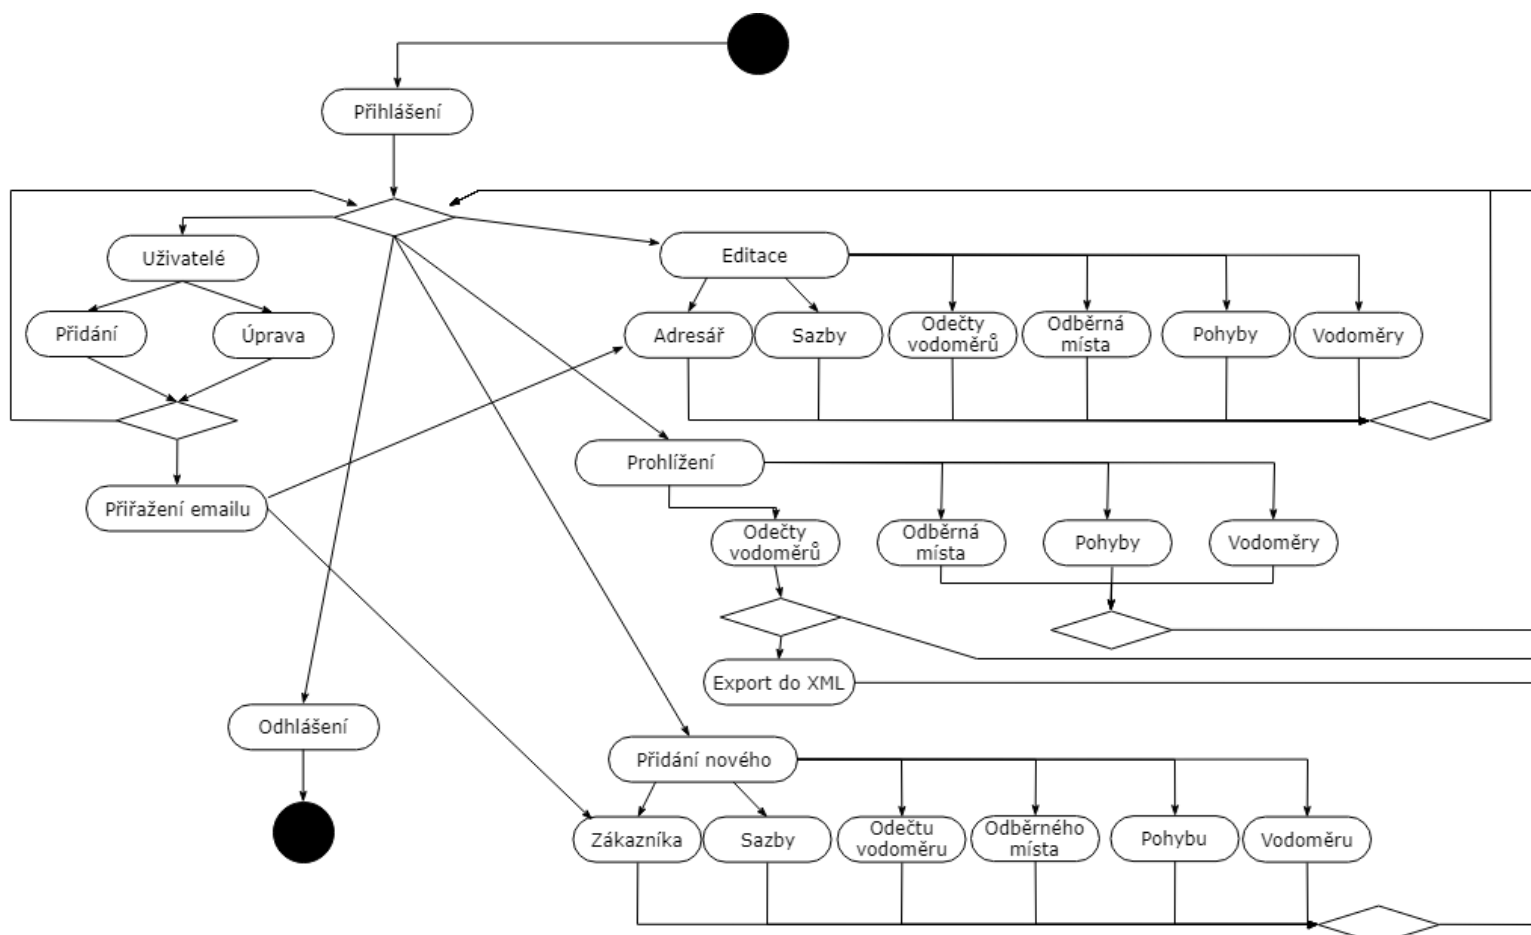 Přihlášení
Uživatelé
Přidání
Úprava
Přiřažení emailu
Editace
Adresář
Sazby
Odečty
vodoměrů
Odběrná
místa
Pohyby
Vodoměry
Prohlížení
Odečty
vodoměrů
Odběrná
místa
Pohyby
Vodoměry
Export do XML
Odhlášení
Přidání nového
Zákazníka
Sazby
Odečtu
vodoměru
Odběrného
místa
Pohybu
Vodoměru